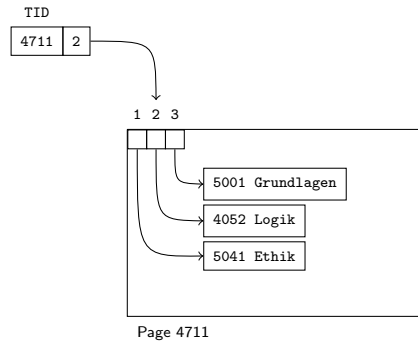 TID
4711 2
1 2 3
5001 Grundlagen
4052 Logik
5041 Ethik
Page 4711